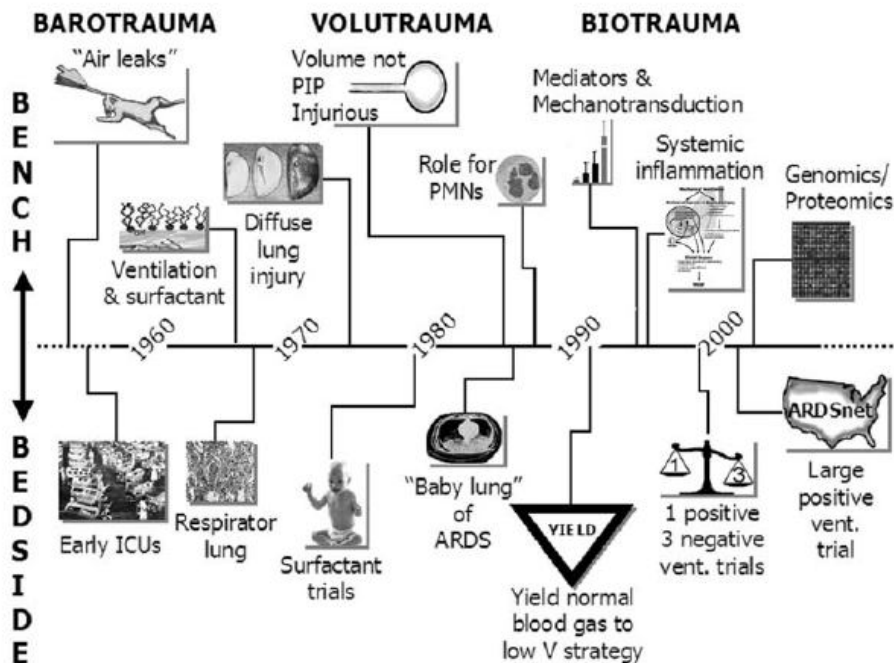 BAROTRAUMA
VOLUTRAUMA
BIOTRAUMA
BENCH
BEDSIDE
"Air leaks"
Ventilation
& surfactant
Diffuse
lung
injury
Volume not
PIP
Injurious
Role for
PMNs
Mediators &
Mechanotransduction
Systemic
inflammation
Genomics/
Proteomics
1960
1970
1980
1990
2000
Early ICUs
Respirator
lung
Surfactant
trials
"Baby lung"
of
ARDS
YIELD
Yield normal
blood gas to
low V strategy
1
3
1 positive
3 negative
vent. trials
ARDSnet
Large
positive
vent.
trial